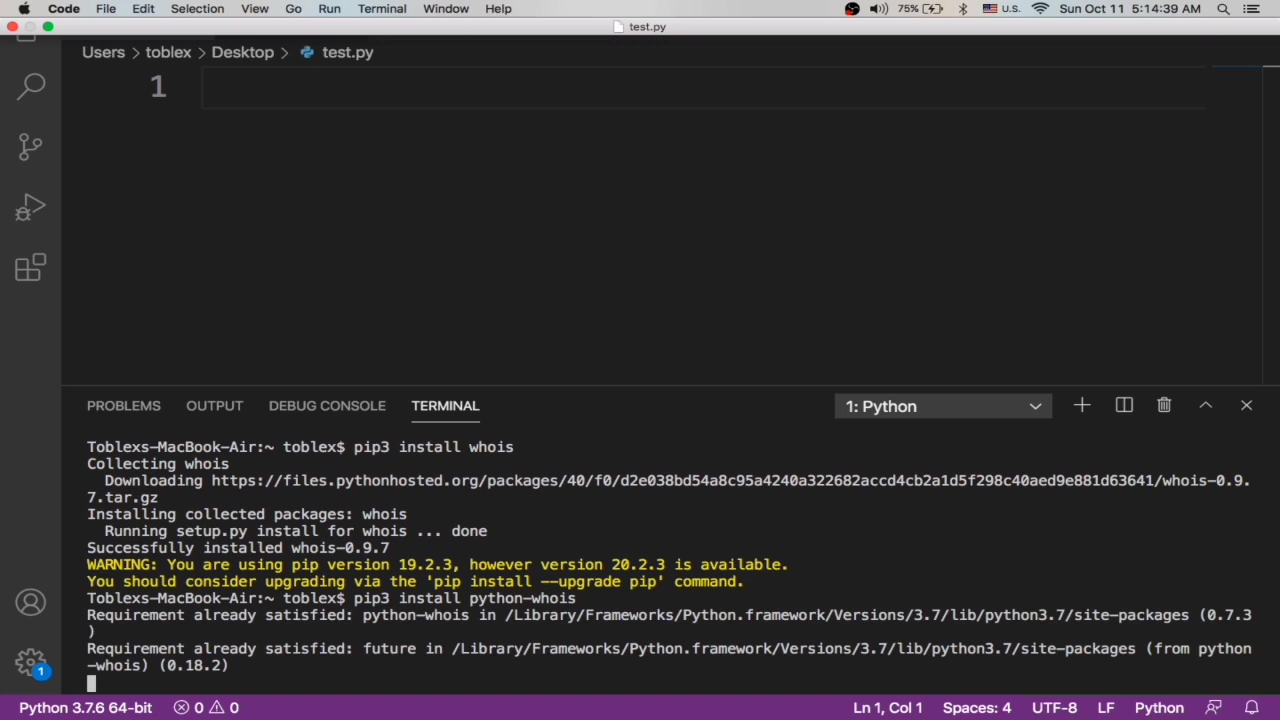 Code File Edit Selection View Go Run Terminal Window Help 75% U.S. Sun Oct 11 5:14:39 AM
test.py
Users > toblex > Desktop > test.py
1
PROBLEMS OUTPUT DEBUG CONSOLE TERMINAL 1: Python
Toblexs-MacBook-Air:~ toblex$ pip3 install whois
Collecting whois
Downloading https://files.pythonhosted.org/packages/40/f0/d2e038bd54a8c95a4240a322682accd4cb2a1d5f298c40aed9e881d63641/whois-0.9.
7.tar.gz
Installing collected packages: whois
Running setup.py install for whois ... done
Successfully installed whois-0.9.7
WARNING: You are using pip version 19.2.3, however version 20.2.3 is available.
You should consider upgrading via the 'pip install --upgrade pip' command.
Toblexs-MacBook-Air:~ toblex$ pip3 install python-whois
Requirement already satisfied: python-whois in /Library/Frameworks/Python.framework/Versions/3.7/lib/python3.7/site-packages (0.7.3
)
Requirement already satisfied: future in /Library/Frameworks/Python.framework/Versions/3.7/lib/python3.7/site-packages (from python
-whois) (0.18.2)
1
Python 3.7.6 64-bit 0 0 Ln 1, Col 1 Spaces: 4 UTF-8 LF Python